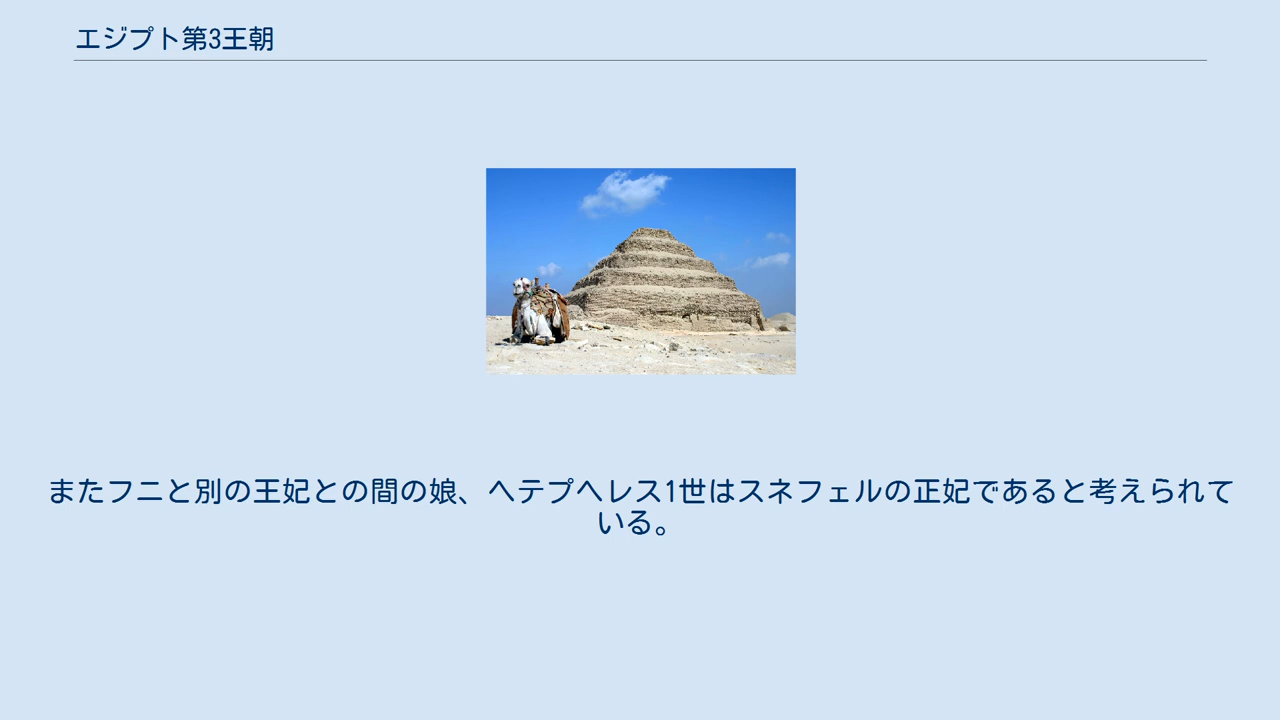 エジプト第3王朝
またフニと別の王妃との間の娘、ヘテプヘレス1世はスネフェルの正妃であると考えられて
いる。